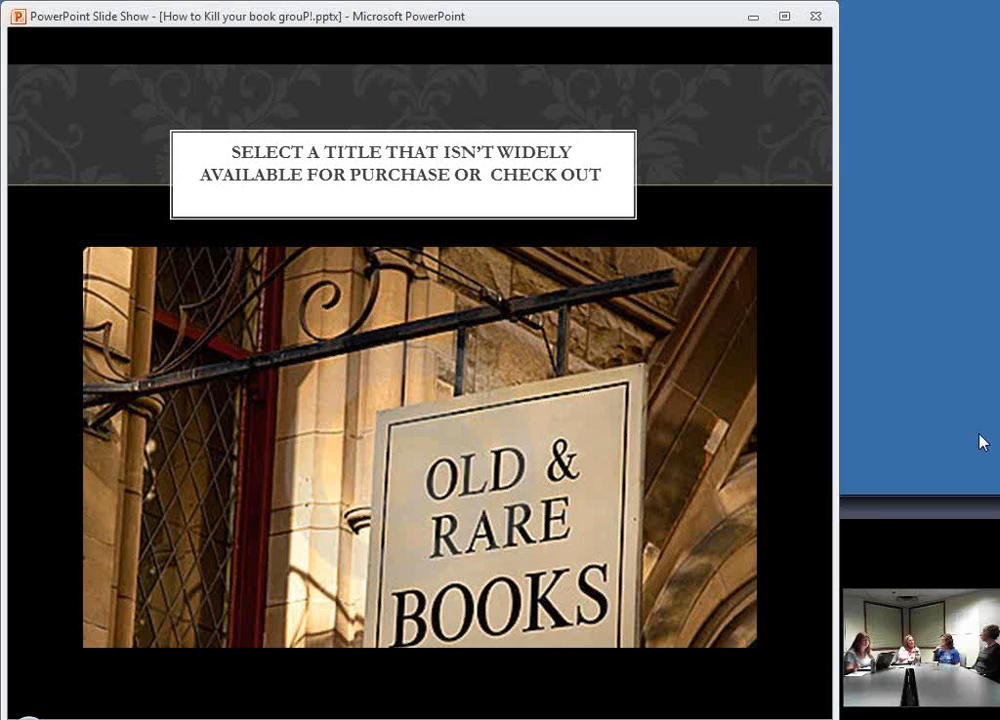 PowerPoint Slide Show - [How to Kill your book grouP!.pptx] - Microsoft PowerPoint
SELECT A TITLE THAT ISN'T WIDELY
AVAILABLE FOR PURCHASE OR CHECK OUT
OLD &
RARE
BOOKS